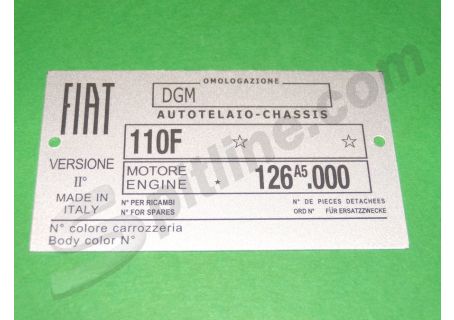 OMOLOGAZIONE
FIAT
DGM
AUTOTELAIO-CHASSIS
110F ☆ ☆
VERSIONE
II°
MADE IN
ITALY
MOTORE
ENGINE ⋆ 126A5.000
N° PER RICAMBI N° DE PIECES DETACHEES
N° FOR SPARES ORD N° FÜR ERSATZZWECKE
N° colore carrozzeria
Body color N°